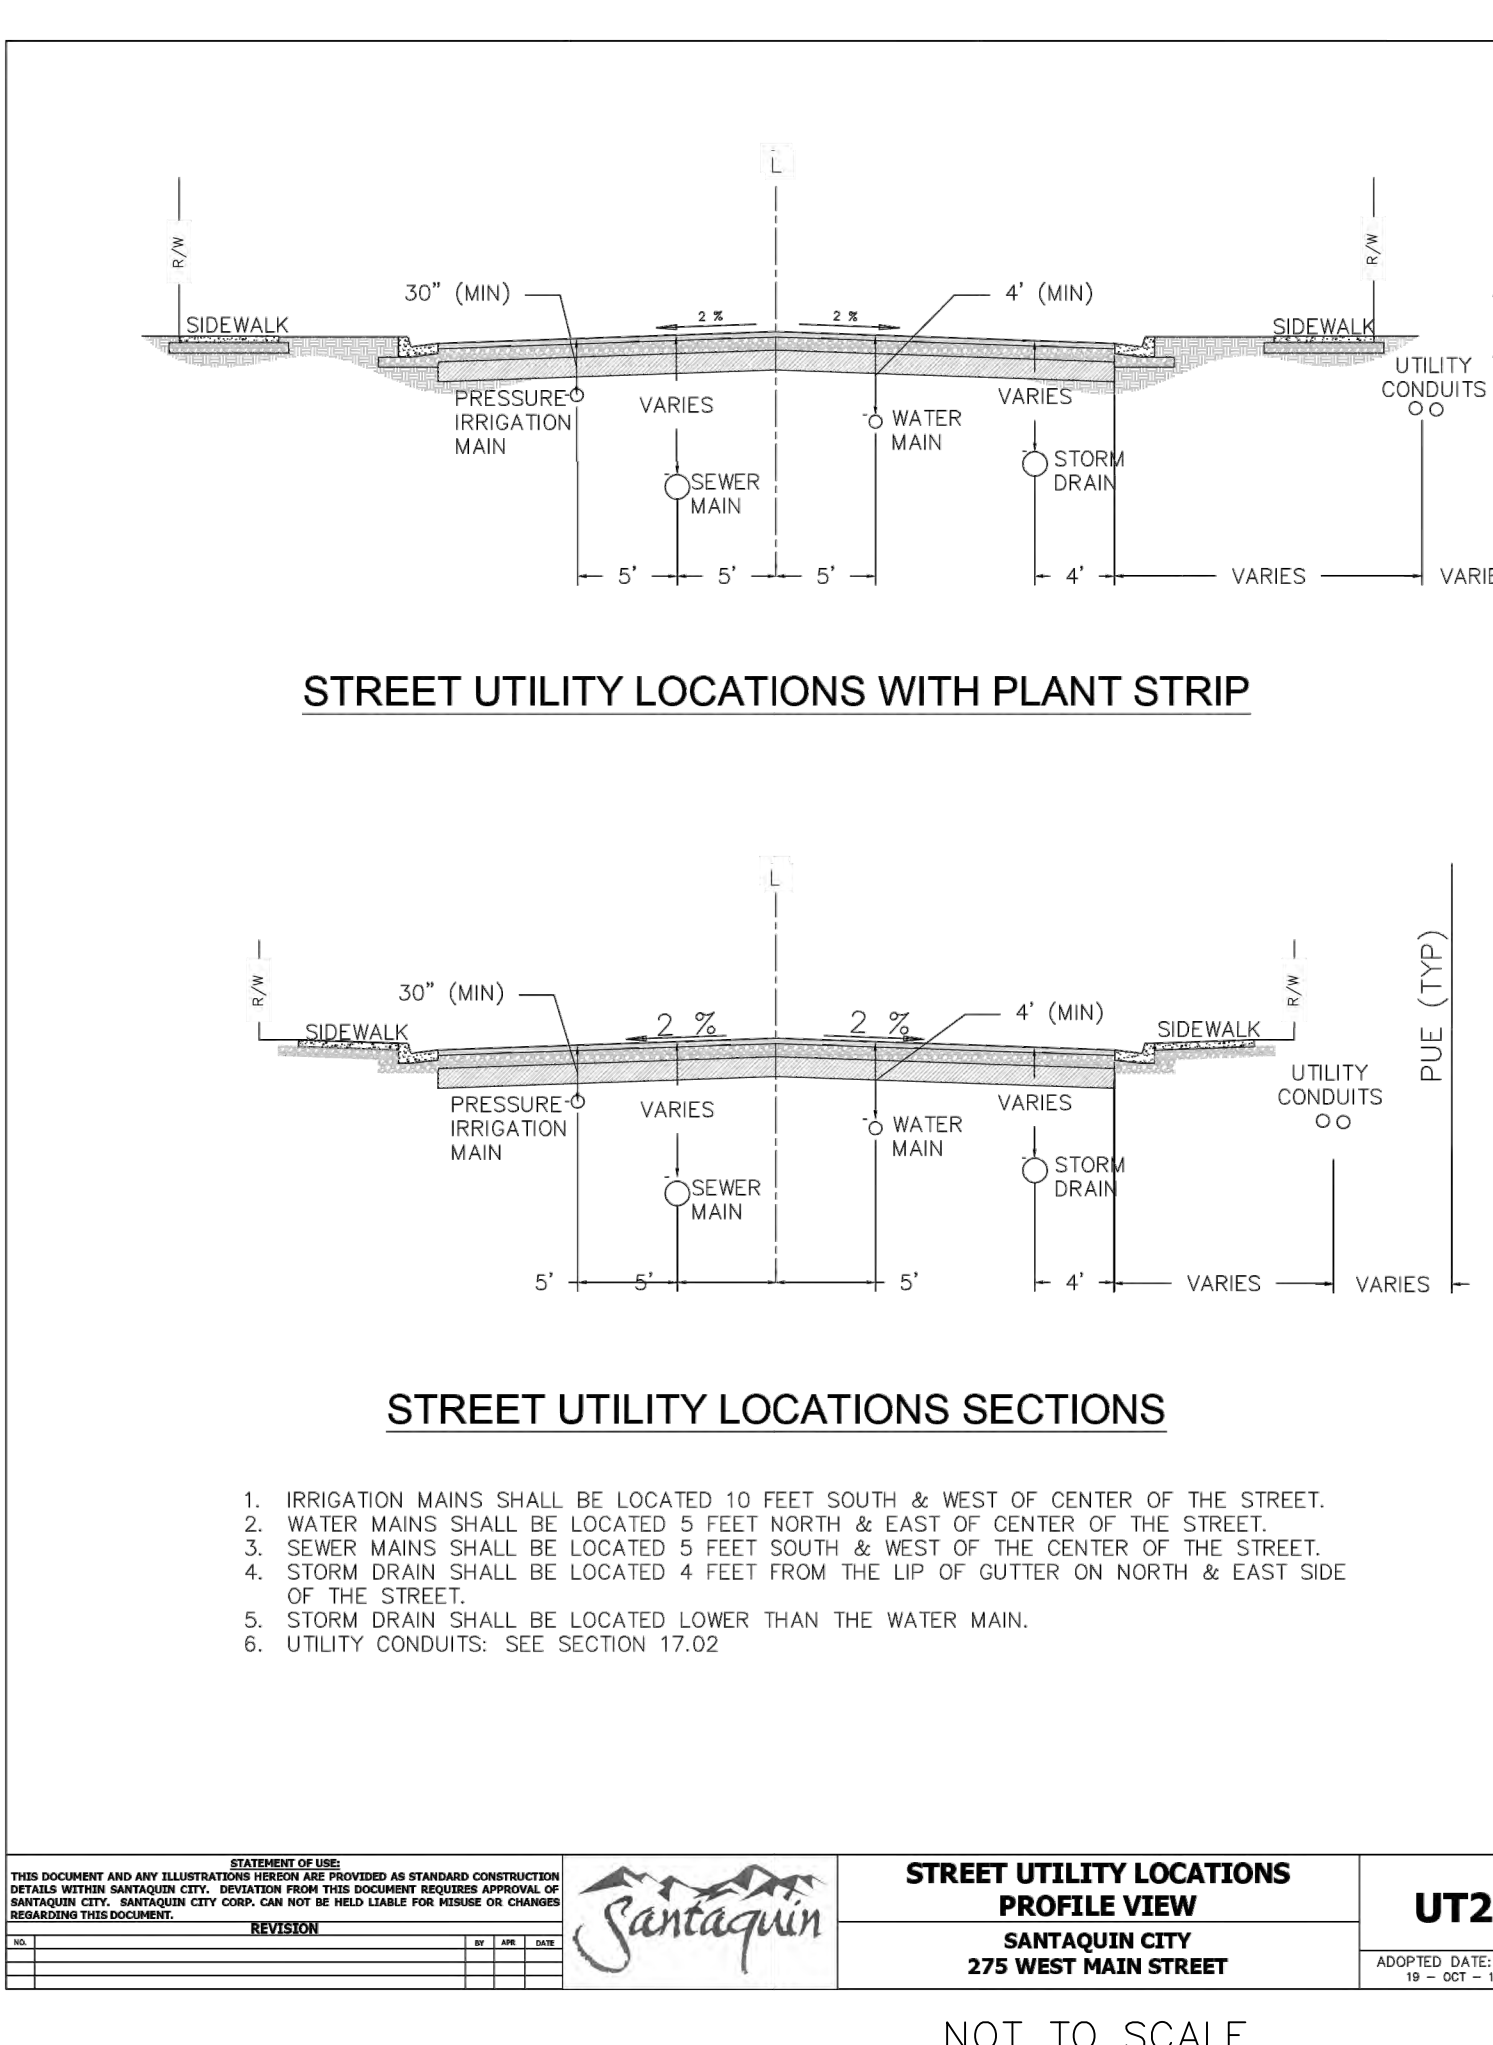 L
R/W
R/W
30" (MIN)
4' (MIN)
2 %
2 %
SIDEWALK
SIDEWALK
UTILITY
CONDUITS
PRESSURE
IRRIGATION
MAIN
VARIES
WATER
MAIN
VARIES
STORM
DRAIN
SEWER
MAIN
5'
5'
5'
4'
VARIES
STREET UTILITY LOCATIONS WITH PLANT STRIP
L
R/W
R/W
PUE (TYP)
30" (MIN)
4' (MIN)
2 %
2 %
SIDEWALK
SIDEWALK
UTILITY
CONDUITS
PRESSURE
IRRIGATION
MAIN
VARIES
WATER
MAIN
VARIES
STORM
DRAIN
SEWER
MAIN
5'
5'
5'
4'
VARIES
VARIES
STREET UTILITY LOCATIONS SECTIONS
1. IRRIGATION MAINS SHALL BE LOCATED 10 FEET SOUTH & WEST OF CENTER OF THE STREET.
2. WATER MAINS SHALL BE LOCATED 5 FEET NORTH & EAST OF CENTER OF THE STREET.
3. SEWER MAINS SHALL BE LOCATED 5 FEET SOUTH & WEST OF THE CENTER OF THE STREET.
4. STORM DRAIN SHALL BE LOCATED 4 FEET FROM THE LIP OF GUTTER ON NORTH & EAST SIDE
OF THE STREET.
5. STORM DRAIN SHALL BE LOCATED LOWER THAN THE WATER MAIN.
6. UTILITY CONDUITS: SEE SECTION 17.02
STATEMENT OF USE:
THIS DOCUMENT AND ANY ILLUSTRATIONS HEREON ARE PROVIDED AS STANDARD CONSTRUCTION
DETAILS WITHIN SANTAQUIN CITY. DEVIATION FROM THIS DOCUMENT REQUIRES APPROVAL OF
SANTAQUIN CITY. SANTAQUIN CITY CORP. CAN NOT BE HELD LIABLE FOR MISUSE OR CHANGES
REGARDING THIS DOCUMENT.
REVISION
NO. BY APR DATE
Santaquin
STREET UTILITY LOCATIONS
PROFILE VIEW
SANTAQUIN CITY
275 WEST MAIN STREET
UT2
ADOPTED DATE:
19 - OCT - 1
NOT TO SCALE